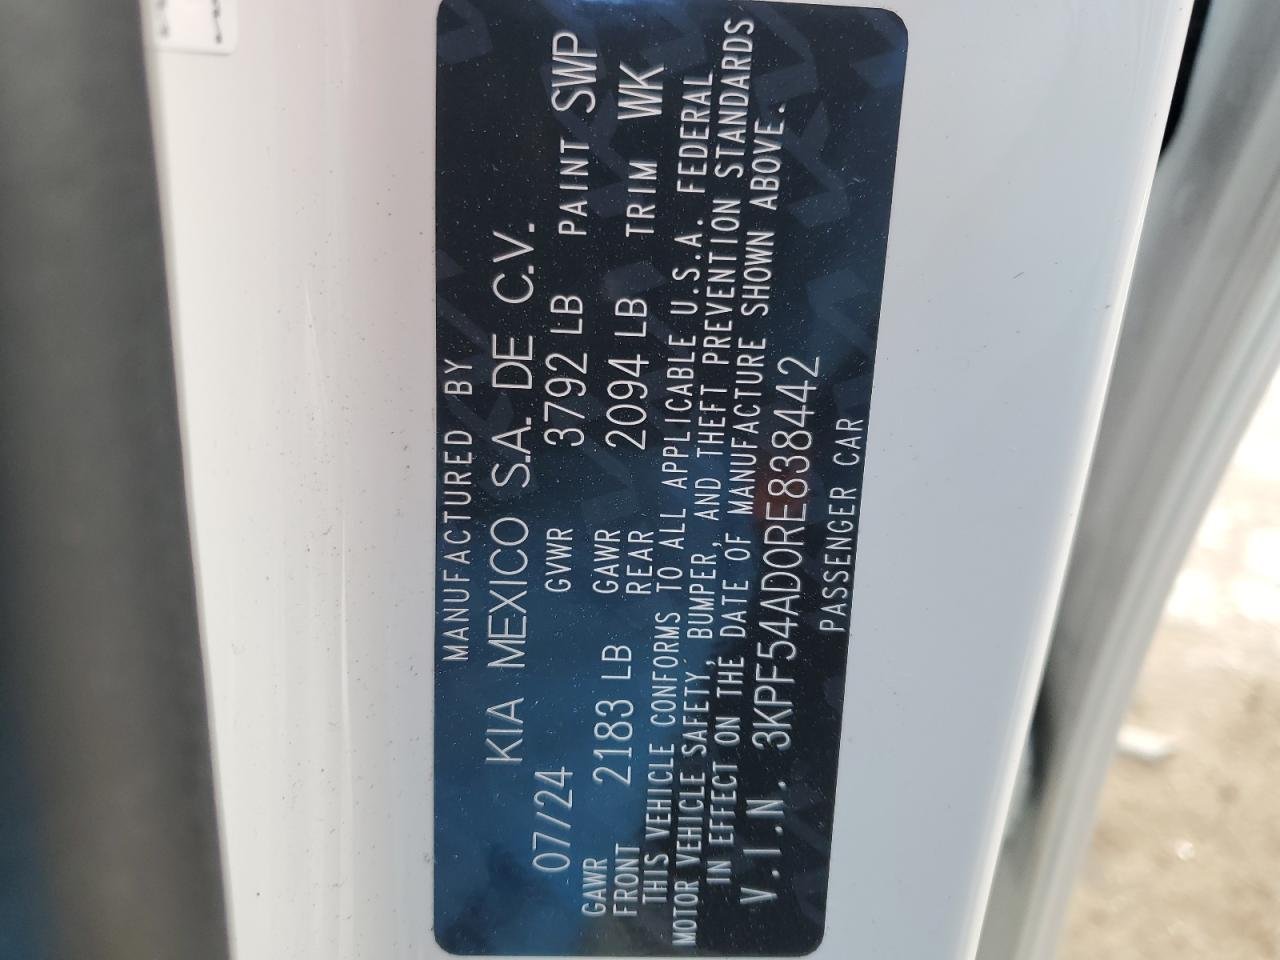 MANUFACTURED BY
KIA MEXICO S.A. DE C.V.
07/24 GVWR 3792 LB PAINT SWP
GAWR FRONT 2183 LB GAWR REAR 2094 LB TRIM WK
THIS VEHICLE CONFORMS TO ALL APPLICABLE U.S.A. FEDERAL
MOTOR VEHICLE SAFETY, BUMPER, AND THEFT PREVENTION STANDARDS
IN EFFECT ON THE DATE OF MANUFACTURE SHOWN ABOVE.
V.I.N. 3KPF54AD0RE838442
PASSENGER CAR